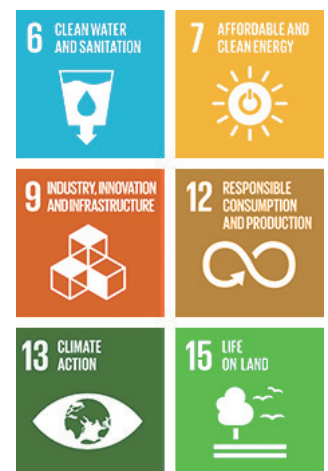 6 CLEAN WATER
AND SANITATION
7 AFFORDABLE AND
CLEAN ENERGY
9 INDUSTRY, INNOVATION
AND INFRASTRUCTURE
12 RESPONSIBLE
CONSUMPTION
AND PRODUCTION
13 CLIMATE
ACTION
15 LIFE
ON LAND